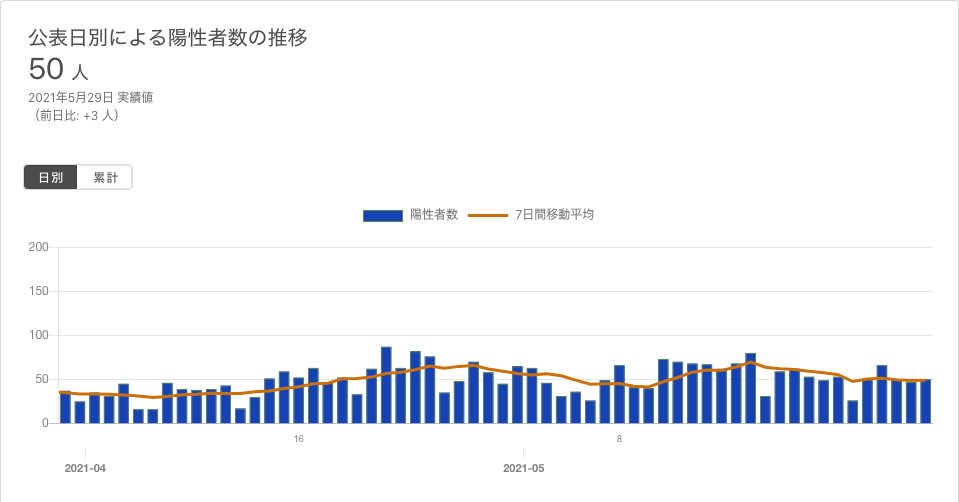 公表日別による陽性者数の推移
50 人
2021年5月29日 実績値
（前日比: +3 人）
日別 累計
陽性者数 7日間移動平均
200
150
100
50
0
16 8
2021-04 2021-05